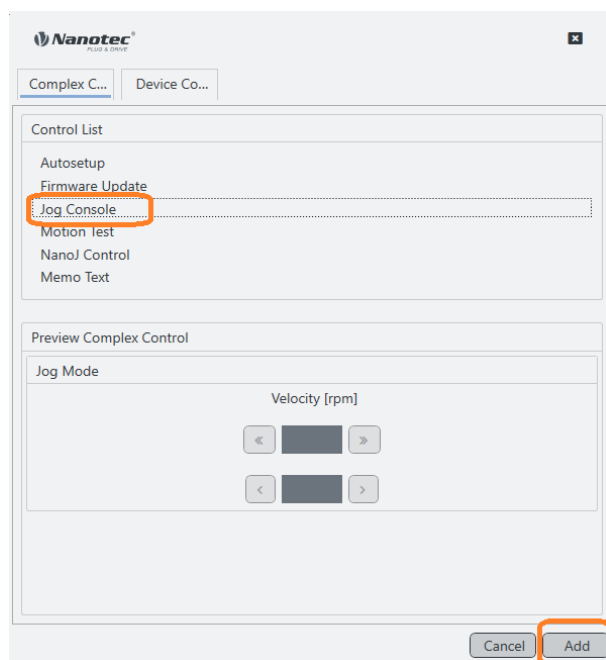 Nanotec®
PLUG & DRIVE
Complex C... Device Co...
Control List
Autosetup
Firmware Update
Jog Console
Motion Test
NanoJ Control
Memo Text
Preview Complex Control
Jog Mode
Velocity [rpm]
Cancel Add